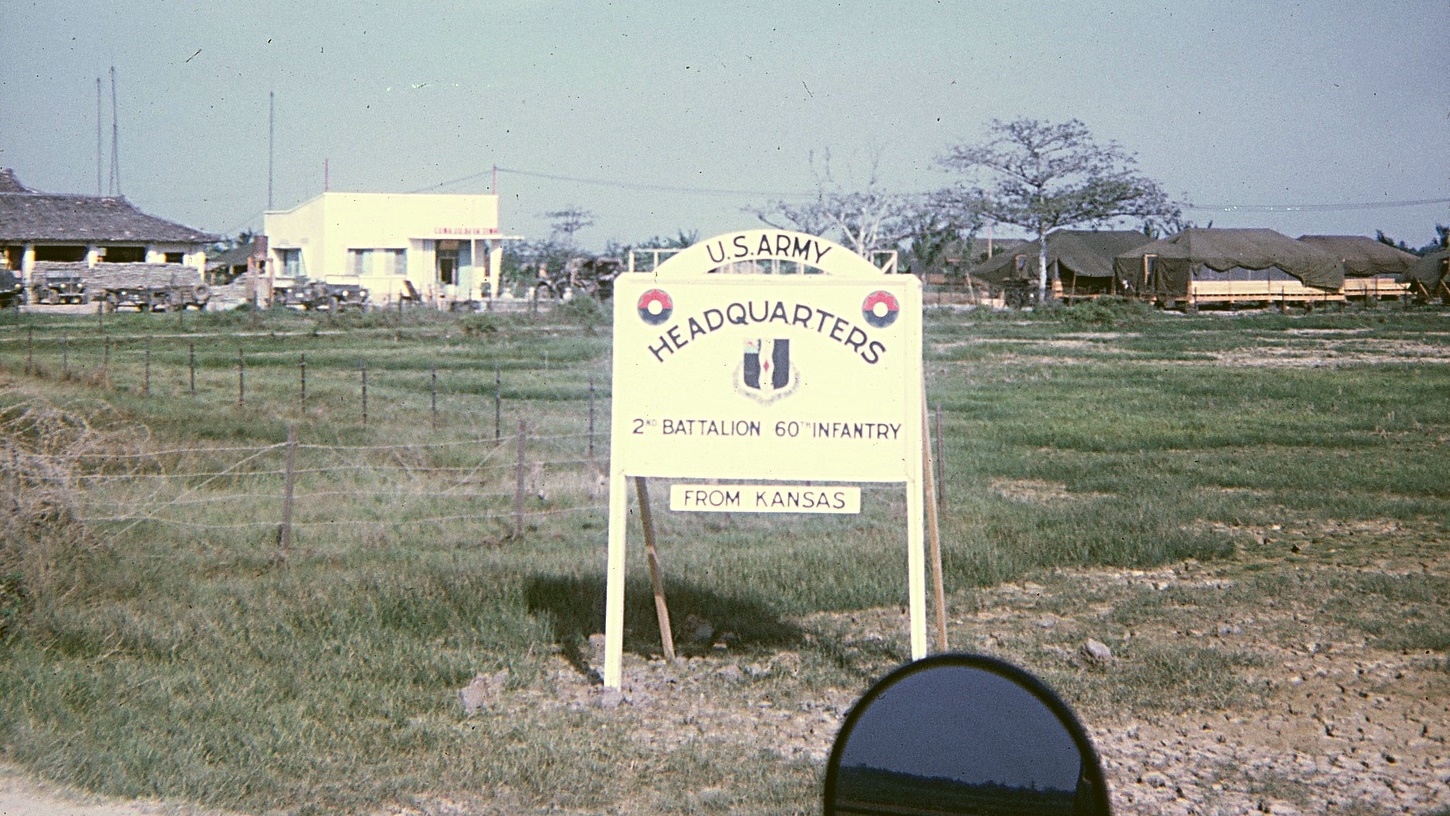 U.S. ARMY
HEADQUARTERS
2ND BATTALION 60TH INFANTRY
FROM KANSAS